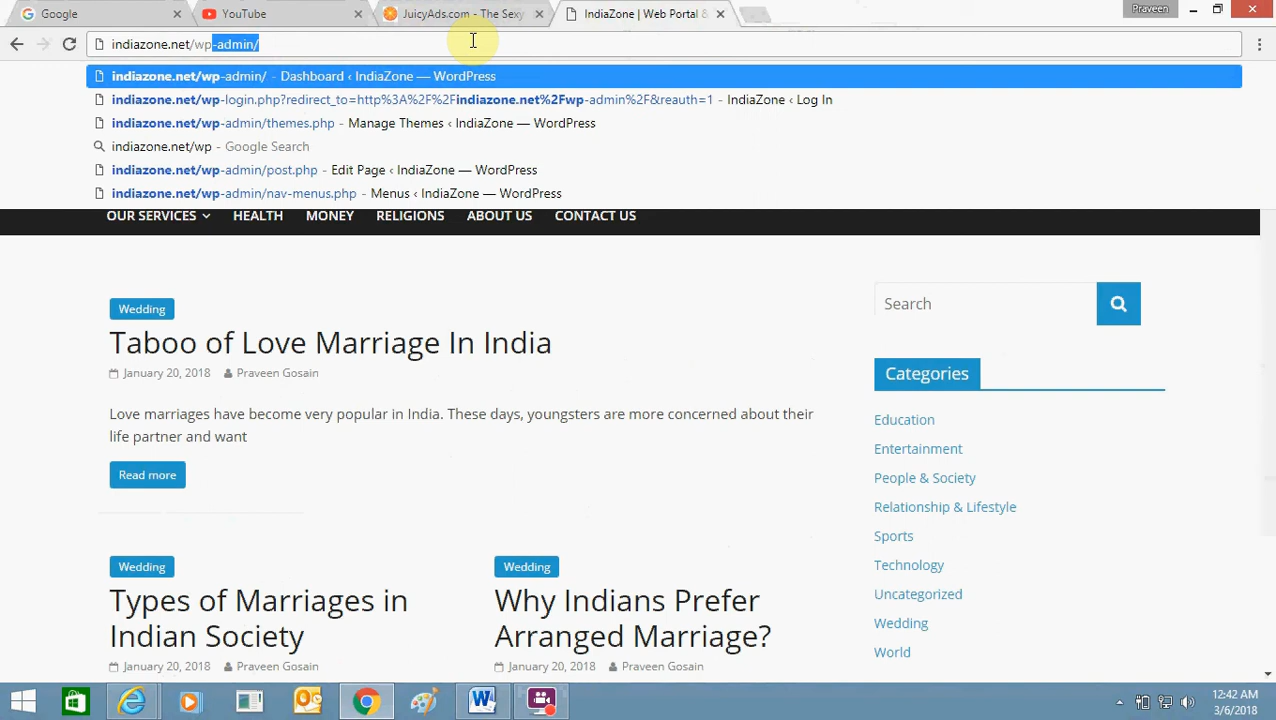 Google
YouTube
JuicyAds.com - The Sexy
IndiaZone | Web Portal &
Praveen
indiazone.net/wp-admin/
indiazone.net/wp-admin/ - Dashboard ‹ IndiaZone — WordPress
indiazone.net/wp-login.php?redirect_to=http%3A%2F%2Findiazone.net%2Fwp-admin%2F&reauth=1 - IndiaZone ‹ Log In
indiazone.net/wp-admin/themes.php - Manage Themes ‹ IndiaZone — WordPress
indiazone.net/wp - Google Search
indiazone.net/wp-admin/post.php - Edit Page ‹ IndiaZone — WordPress
indiazone.net/wp-admin/nav-menus.php - Menus ‹ IndiaZone — WordPress
OUR SERVICES HEALTH MONEY RELIGIONS ABOUT US CONTACT US
Wedding
Taboo of Love Marriage In India
January 20, 2018 Praveen Gosain
Love marriages have become very popular in India. These days, youngsters are more concerned about their
life partner and want
Read more
Wedding
Types of Marriages in
Indian Society
January 20, 2018 Praveen Gosain
Wedding
Why Indians Prefer
Arranged Marriage?
January 20, 2018 Praveen Gosain
Search
Categories
Education
Entertainment
People & Society
Relationship & Lifestyle
Sports
Technology
Uncategorized
Wedding
World
12:42 AM
3/6/2018